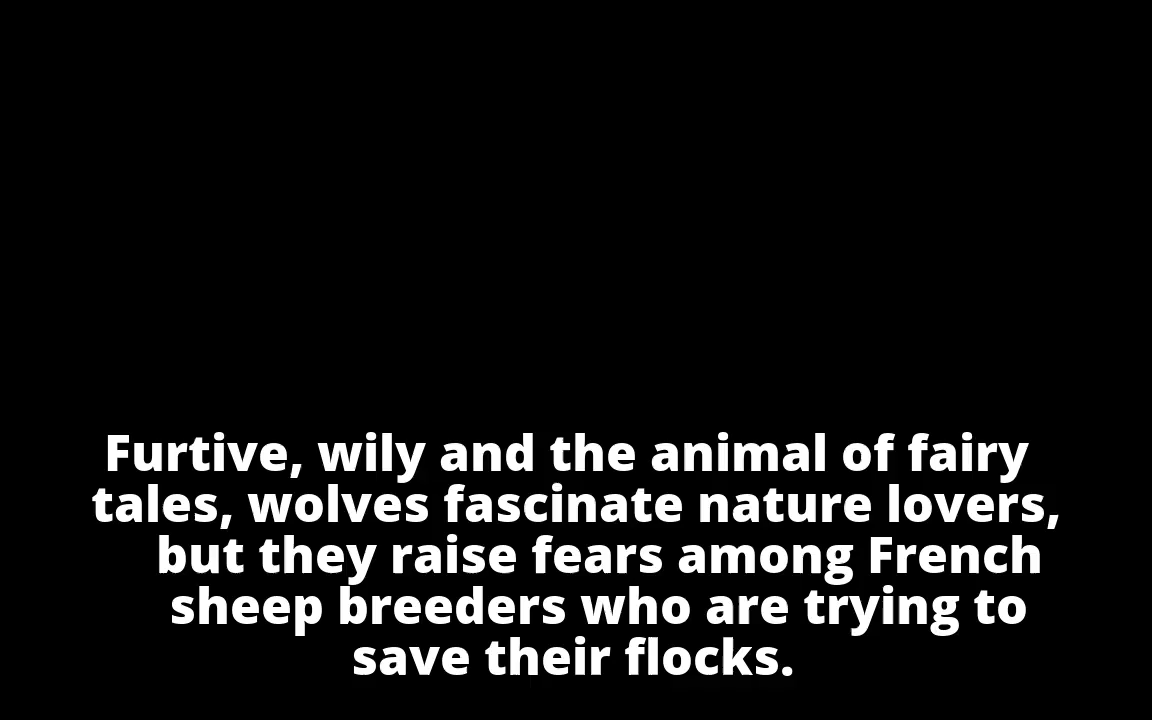 Furtive, wily and the animal of fairy
tales, wolves fascinate nature lovers,
but they raise fears among French
sheep breeders who are trying to
save their flocks.